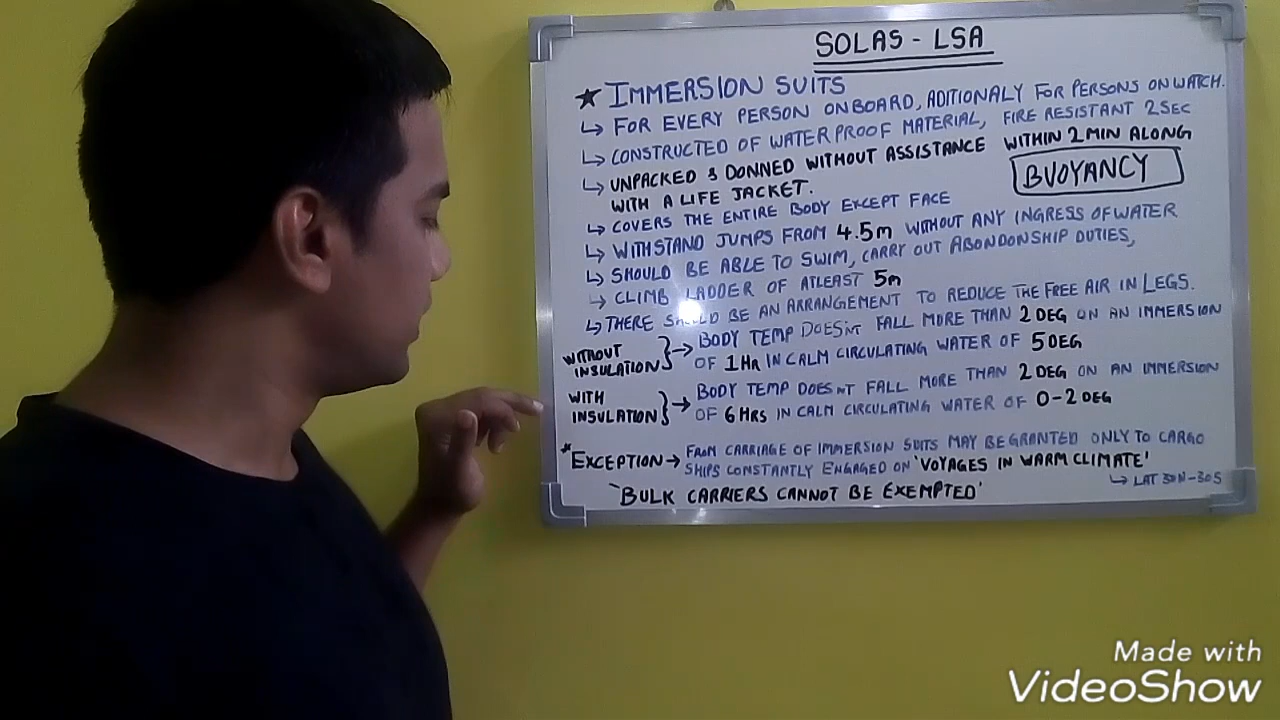 SOLAS - LSA
★ IMMERSION SUITS
↳ FOR EVERY PERSON ONBOARD, ADITIONALY FOR PERSONS ON WATCH.
↳ CONSTRUCTED OF WATERPROOF MATERIAL, FIRE RESISTANT 2SEC
↳ UNPACKED & DONNED WITHOUT ASSISTANCE WITHIN 2 MIN ALONG
WITH A LIFE JACKET.
BUOYANCY
↳ COVERS THE ENTIRE BODY EXCEPT FACE
↳ WITHSTAND JUMPS FROM 4.5m WITHOUT ANY INGRESS OF WATER
↳ SHOULD BE ABLE TO SWIM, CARRY OUT ABONDONSHIP DUTIES,
↳ CLIMB LADDER OF ATLEAST 5m
↳ THERE SHOULD BE AN ARRANGEMENT TO REDUCE THE FREE AIR IN LEGS.
WITHOUT INSULATION } → BODY TEMP DOESNT FALL MORE THAN 2 DEG ON AN IMMERSION
OF 1 HR IN CALM CIRCULATING WATER OF 5 DEG
WITH INSULATION } → BODY TEMP DOESNT FALL MORE THAN 2 DEG ON AN IMMERSION
OF 6 HRS IN CALM CIRCULATING WATER OF 0-2 DEG
* EXCEPTION → FROM CARRIAGE OF IMMERSION SUITS MAY BE GRANTED ONLY TO CARGO
SHIPS CONSTANTLY ENGAGED ON 'VOYAGES IN WARM CLIMATE'
↳ LAT 30N-30S
'BULK CARRIERS CANNOT BE EXEMPTED'
Made with
VideoShow